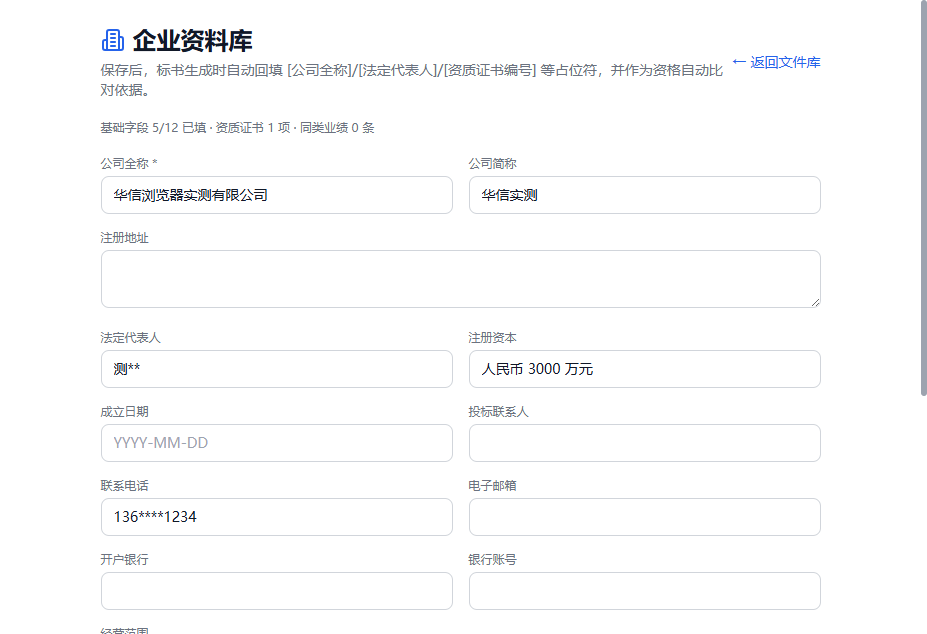 企业资料库
保存后，标书生成时自动回填 [公司全称]/[法定代表人]/[资质证书编号] 等占位符，并作为资格自动比
对依据。
← 返回文件库
基础字段 5/12 已填 · 资质证书 1 项 · 同类业绩 0 条
公司全称 *
公司简称
华信浏览器实测有限公司
华信实测
注册地址
法定代表人
注册资本
测**
人民币 3000 万元
成立日期
投标联系人
YYYY-MM-DD
联系电话
电子邮箱
136****1234
开户银行
银行账号
经营范围